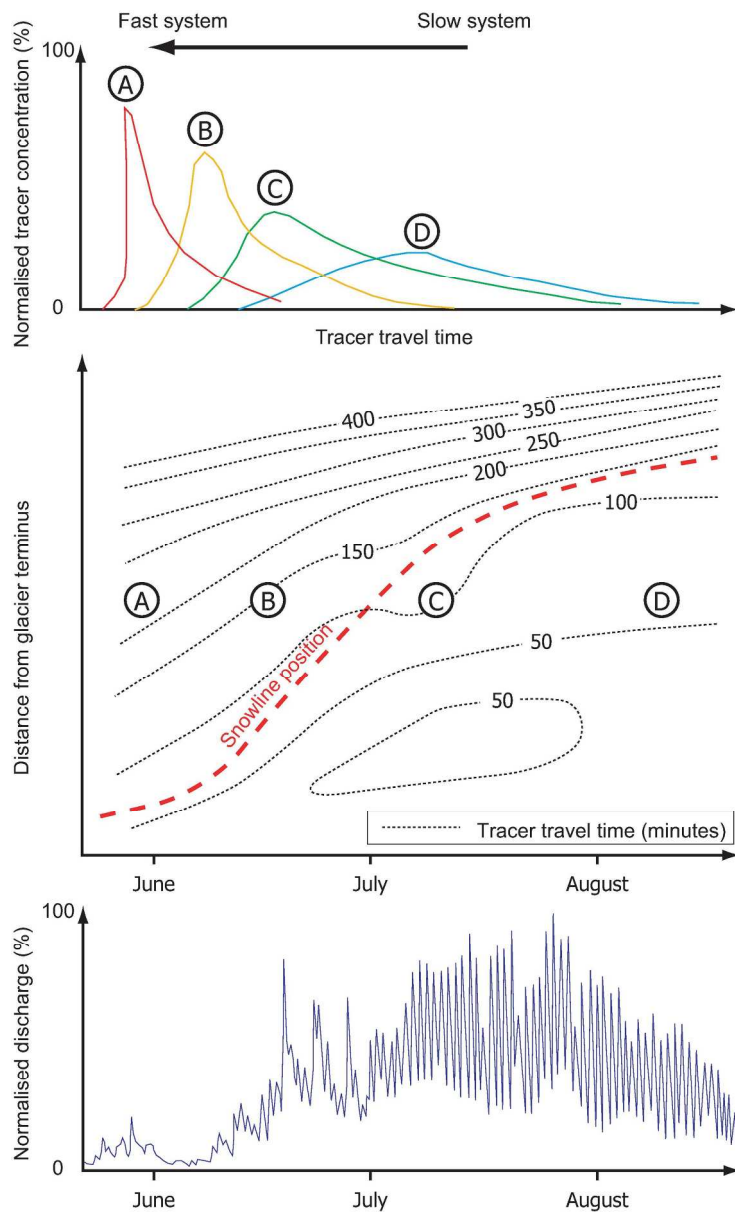 Fast system
Slow system
Normalised tracer concentration (%)
100
0
A
B
C
D
Tracer travel time
Distance from glacier terminus
400
350
300
250
200
150
100
50
50
A
B
C
D
Snowline position
Tracer travel time (minutes)
June
July
August
Normalised discharge (%)
100
0
June
July
August